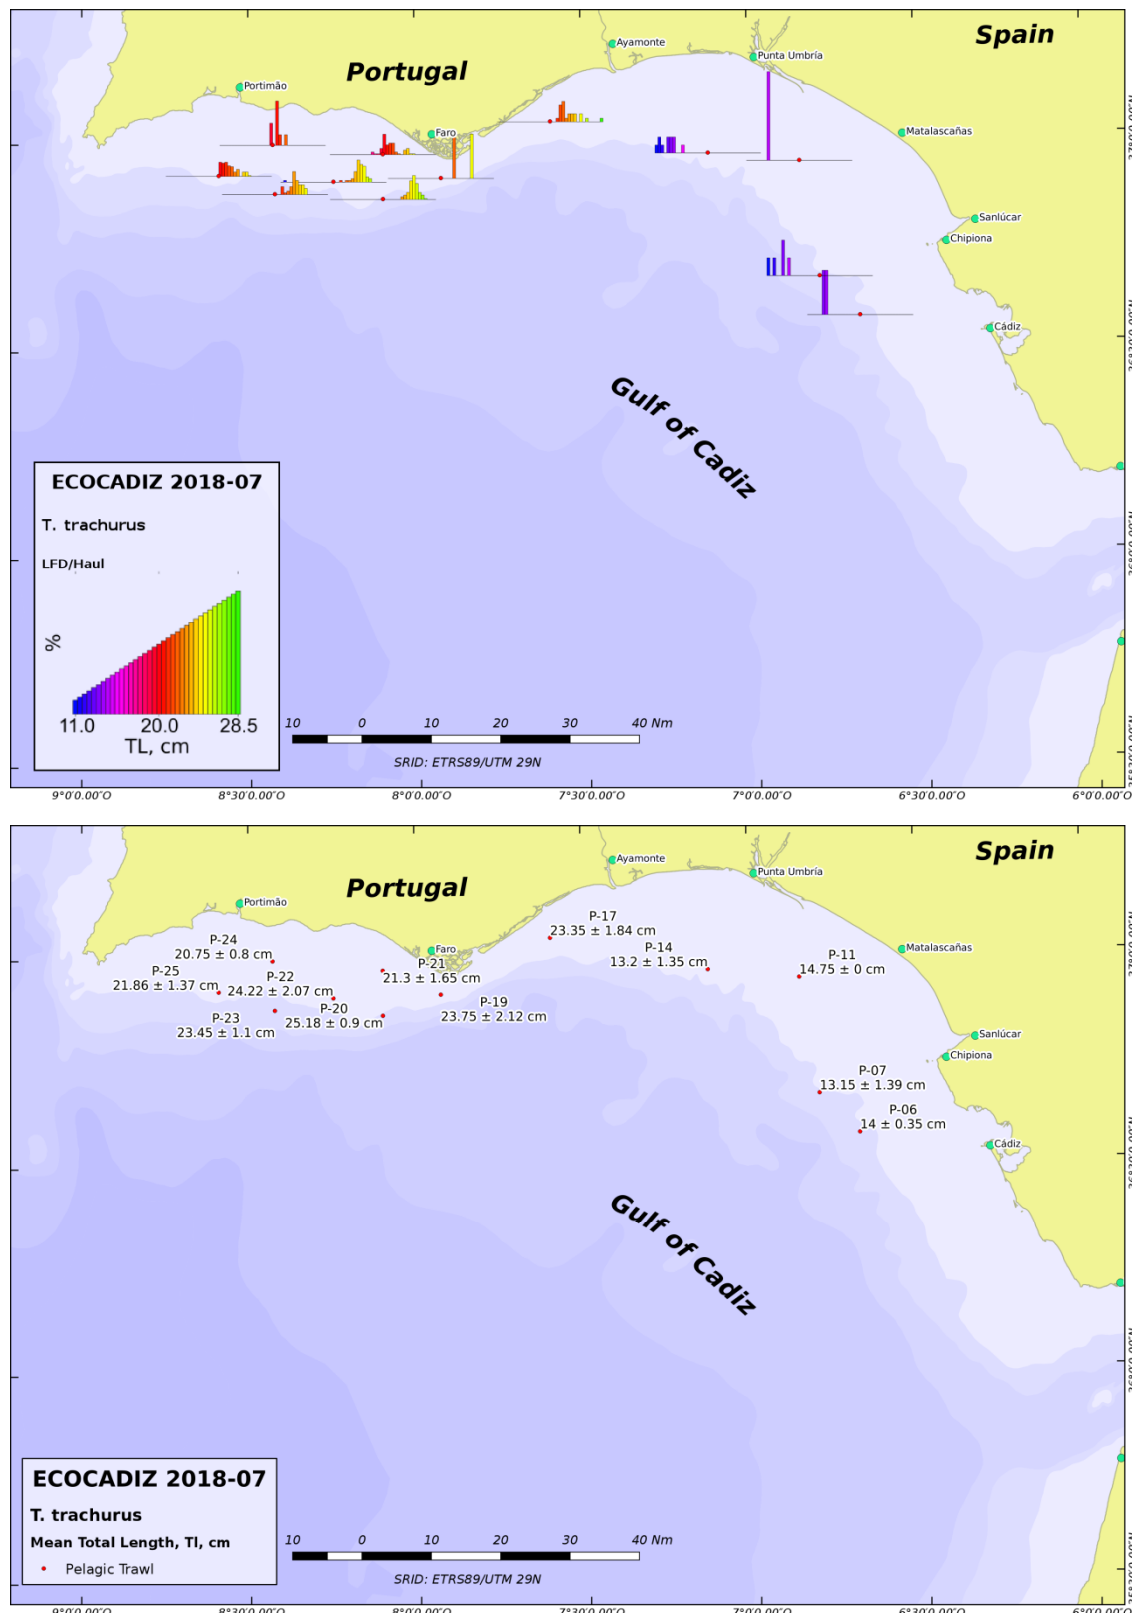 Spain
Ayamonte
Punta Umbría
Portugal
Portimão
Faro
Matalascañas
Sanlúcar
Chipiona
Cádiz
Gulf of Cadiz
ECOCADIZ 2018-07
T. trachurus
LFD/Haul
%
11.0 20.0 28.5
TL, cm
10 0 10 20 30 40 Nm
SRID: ETRS89/UTM 29N
9°0'0.00"O 8°30'0.00"O 8°0'0.00"O 7°30'0.00"O 7°0'0.00"O 6°30'0.00"O 6°0'0.00"O
Spain
Ayamonte
Punta Umbría
Portugal
Portimão
P-17
23.35 ± 1.84 cm
P-24
20.75 ± 0.8 cm
Faro
P-14
13.2 ± 1.35 cm
Matalascañas
P-11
14.75 ± 0 cm
P-25
21.86 ± 1.37 cm
P-22
24.22 ± 2.07 cm
P-21
21.3 ± 1.65 cm
P-23
23.45 ± 1.1 cm
P-20
25.18 ± 0.9 cm
P-19
23.75 ± 2.12 cm
Sanlúcar
Chipiona
P-07
13.15 ± 1.39 cm
P-06
14 ± 0.35 cm
Cádiz
Gulf of Cadiz
ECOCADIZ 2018-07
T. trachurus
Mean Total Length, Tl, cm
Pelagic Trawl
10 0 10 20 30 40 Nm
SRID: ETRS89/UTM 29N